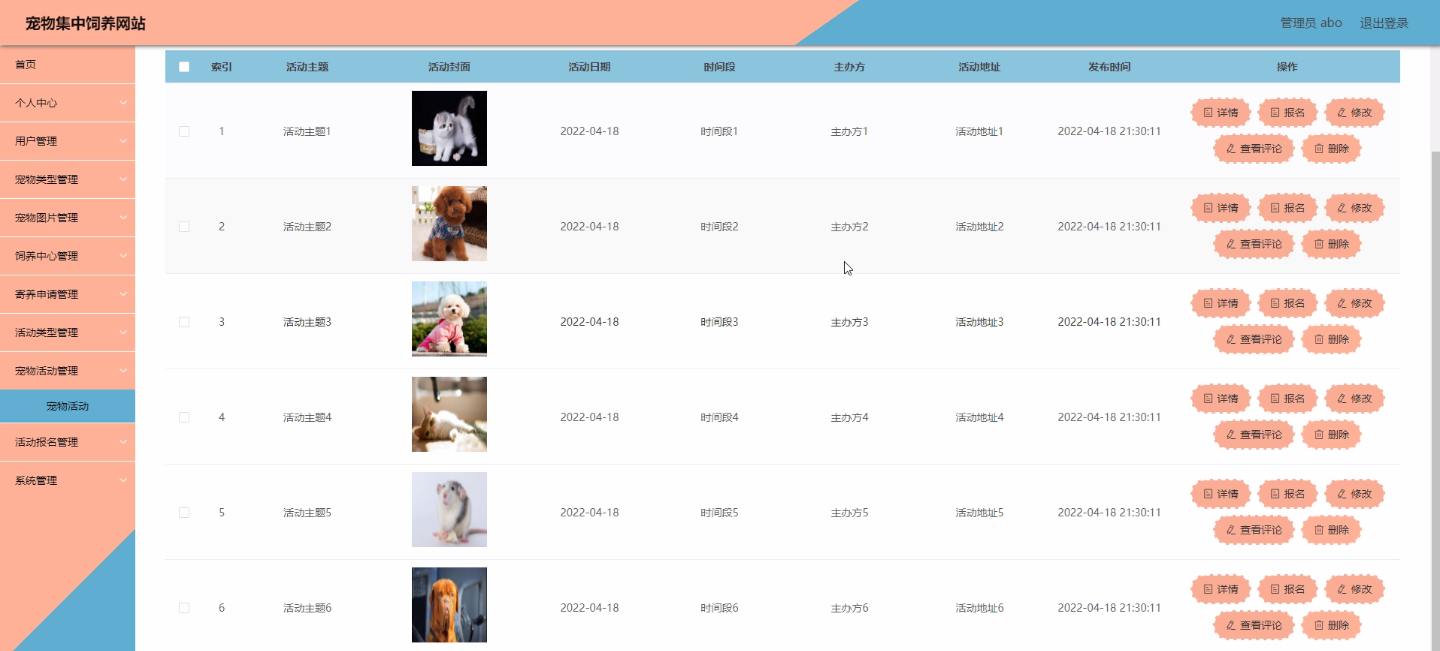 宠物集中饲养网站
管理员 abo 退出登录
首页
个人中心
用户管理
宠物类型管理
宠物图片管理
饲养中心管理
寄养申请管理
活动类型管理
宠物活动管理
宠物活动
活动报名管理
系统管理
索引 活动主题 活动封面 活动日期 时间段 主办方 活动地址 发布时间 操作
1 活动主题1 2022-04-18 时间段1 主办方1 活动地址1 2022-04-18 21:30:11
详情 报名 修改
查看评论 删除
2 活动主题2 2022-04-18 时间段2 主办方2 活动地址2 2022-04-18 21:30:11
详情 报名 修改
查看评论 删除
3 活动主题3 2022-04-18 时间段3 主办方3 活动地址3 2022-04-18 21:30:11
详情 报名 修改
查看评论 删除
4 活动主题4 2022-04-18 时间段4 主办方4 活动地址4 2022-04-18 21:30:11
详情 报名 修改
查看评论 删除
5 活动主题5 2022-04-18 时间段5 主办方5 活动地址5 2022-04-18 21:30:11
详情 报名 修改
查看评论 删除
6 活动主题6 2022-04-18 时间段6 主办方6 活动地址6 2022-04-18 21:30:11
详情 报名 修改
查看评论 删除